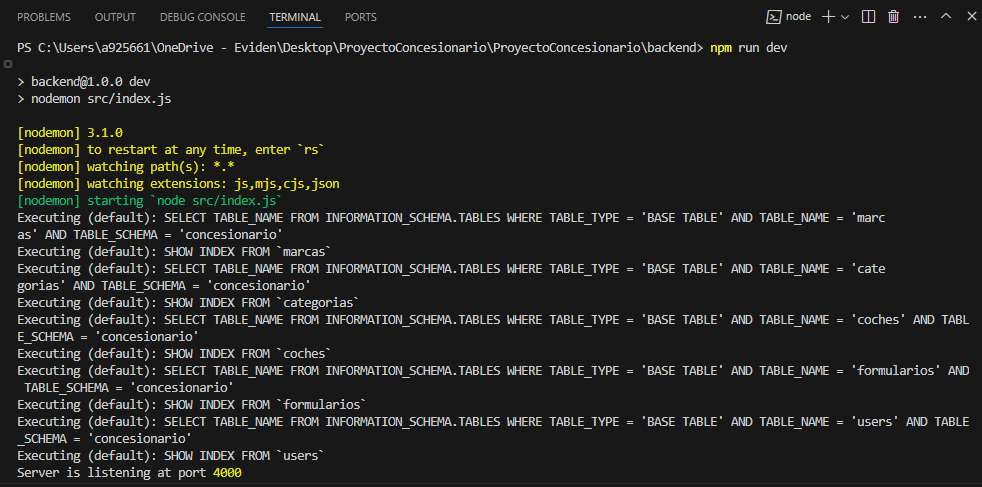 PROBLEMS OUTPUT DEBUG CONSOLE TERMINAL PORTS node
PS C:\Users\a925661\OneDrive - Eviden\Desktop\ProyectoConcesionario\ProyectoConcesionario\backend> npm run dev
> backend@1.0.0 dev
> nodemon src/index.js
[nodemon] 3.1.0
[nodemon] to restart at any time, enter `rs`
[nodemon] watching path(s): *.*
[nodemon] watching extensions: js,mjs,cjs,json
[nodemon] starting `node src/index.js`
Executing (default): SELECT TABLE_NAME FROM INFORMATION_SCHEMA.TABLES WHERE TABLE_TYPE = 'BASE TABLE' AND TABLE_NAME = 'marc
as' AND TABLE_SCHEMA = 'concesionario'
Executing (default): SHOW INDEX FROM `marcas`
Executing (default): SELECT TABLE_NAME FROM INFORMATION_SCHEMA.TABLES WHERE TABLE_TYPE = 'BASE TABLE' AND TABLE_NAME = 'cate
gorias' AND TABLE_SCHEMA = 'concesionario'
Executing (default): SHOW INDEX FROM `categorias`
Executing (default): SELECT TABLE_NAME FROM INFORMATION_SCHEMA.TABLES WHERE TABLE_TYPE = 'BASE TABLE' AND TABLE_NAME = 'coches' AND TABL
E_SCHEMA = 'concesionario'
Executing (default): SHOW INDEX FROM `coches`
Executing (default): SELECT TABLE_NAME FROM INFORMATION_SCHEMA.TABLES WHERE TABLE_TYPE = 'BASE TABLE' AND TABLE_NAME = 'formularios' AND
 TABLE_SCHEMA = 'concesionario'
Executing (default): SHOW INDEX FROM `formularios`
Executing (default): SELECT TABLE_NAME FROM INFORMATION_SCHEMA.TABLES WHERE TABLE_TYPE = 'BASE TABLE' AND TABLE_NAME = 'users' AND TABLE
_SCHEMA = 'concesionario'
Executing (default): SHOW INDEX FROM `users`
Server is listening at port 4000